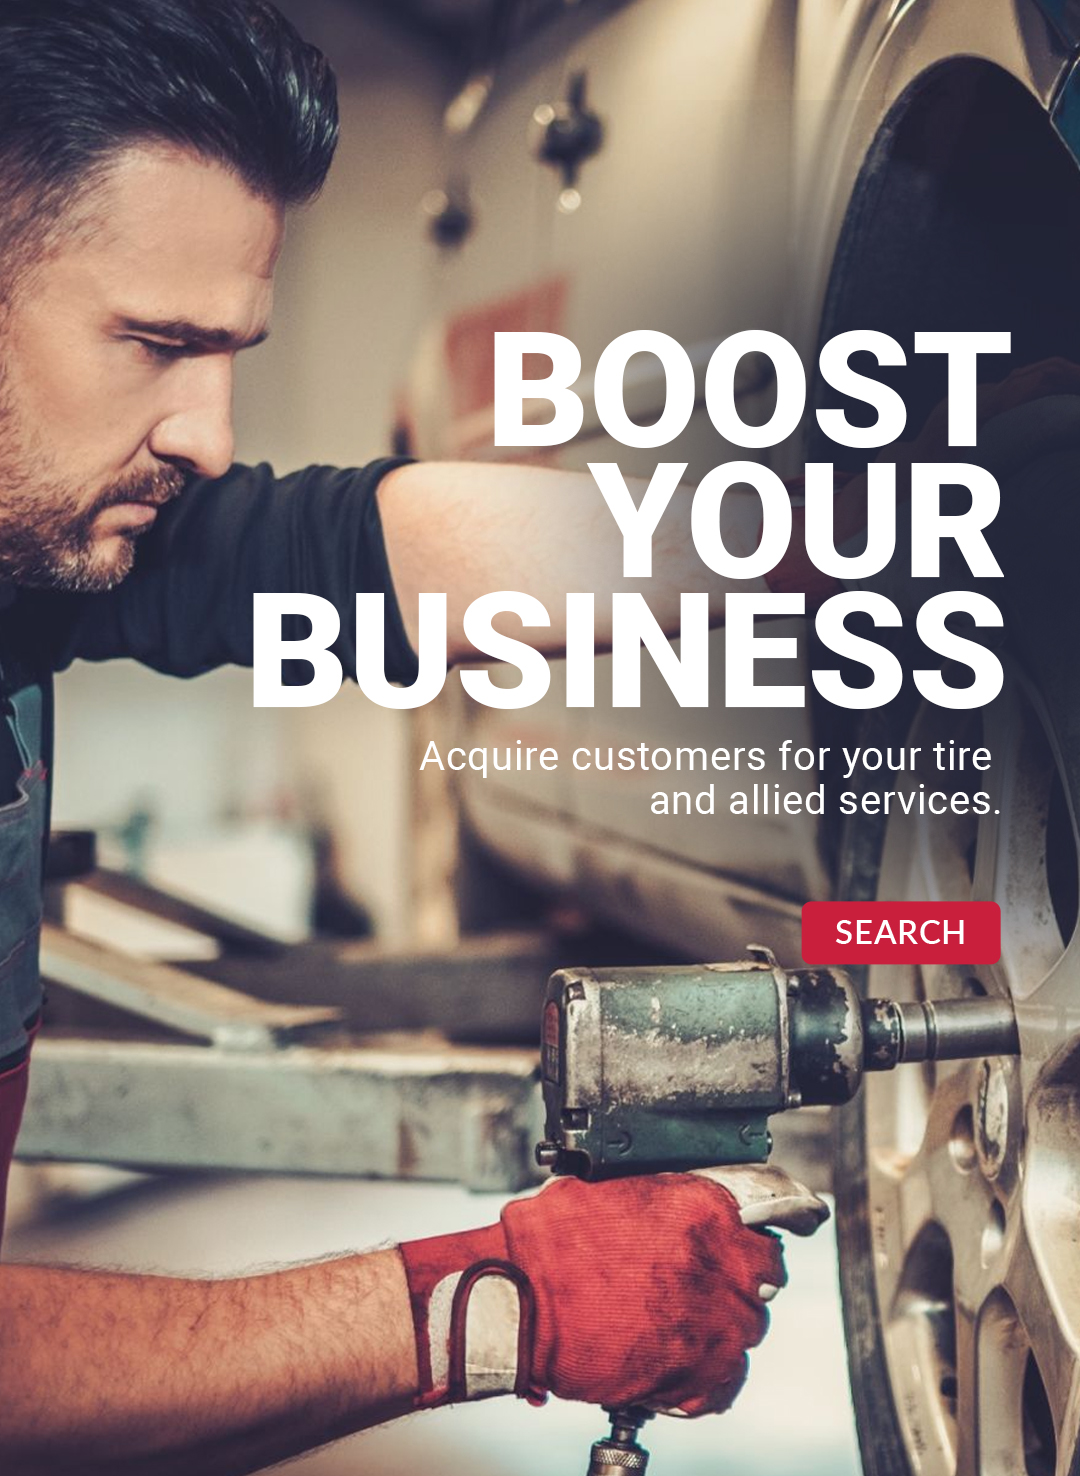 BOOST
YOUR
BUSINESS
Acquire customers for your tire
and allied services.
SEARCH